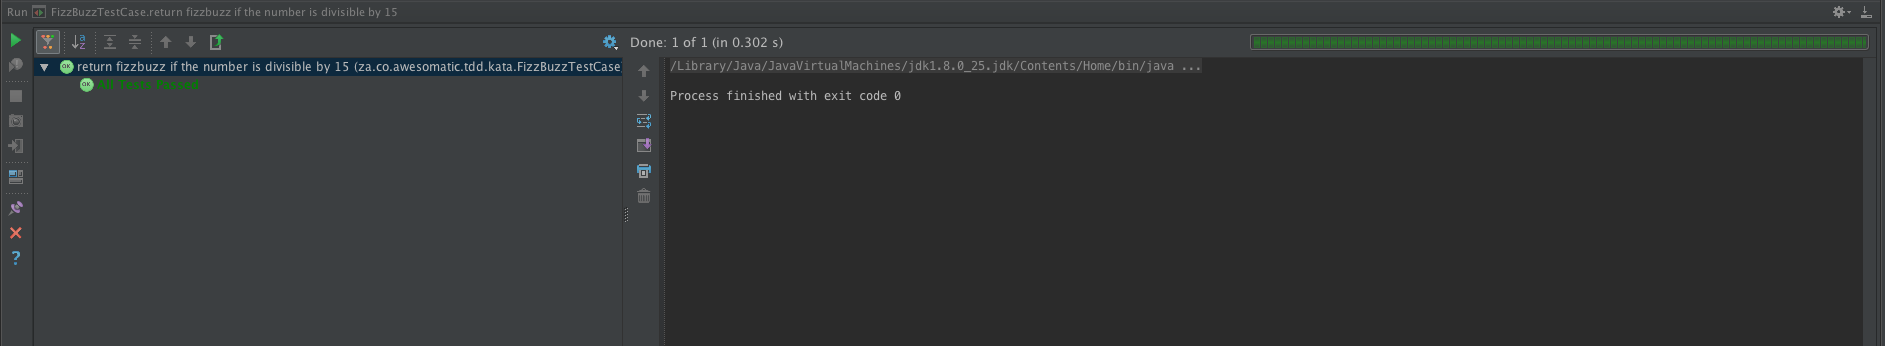 Run FizzBuzzTestCase.return fizzbuzz if the number is divisible by 15
Done: 1 of 1 (in 0.302 s)
OK return fizzbuzz if the number is divisible by 15 (za.co.awesomatic.tdd.kata.FizzBuzzTestCase
OK All Tests Passed
/Library/Java/JavaVirtualMachines/jdk1.8.0_25.jdk/Contents/Home/bin/java ...
Process finished with exit code 0